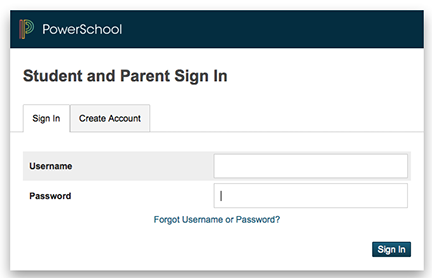 PowerSchool
Student and Parent Sign In
Sign In
Create Account
Username
Password
Forgot Username or Password?
Sign In